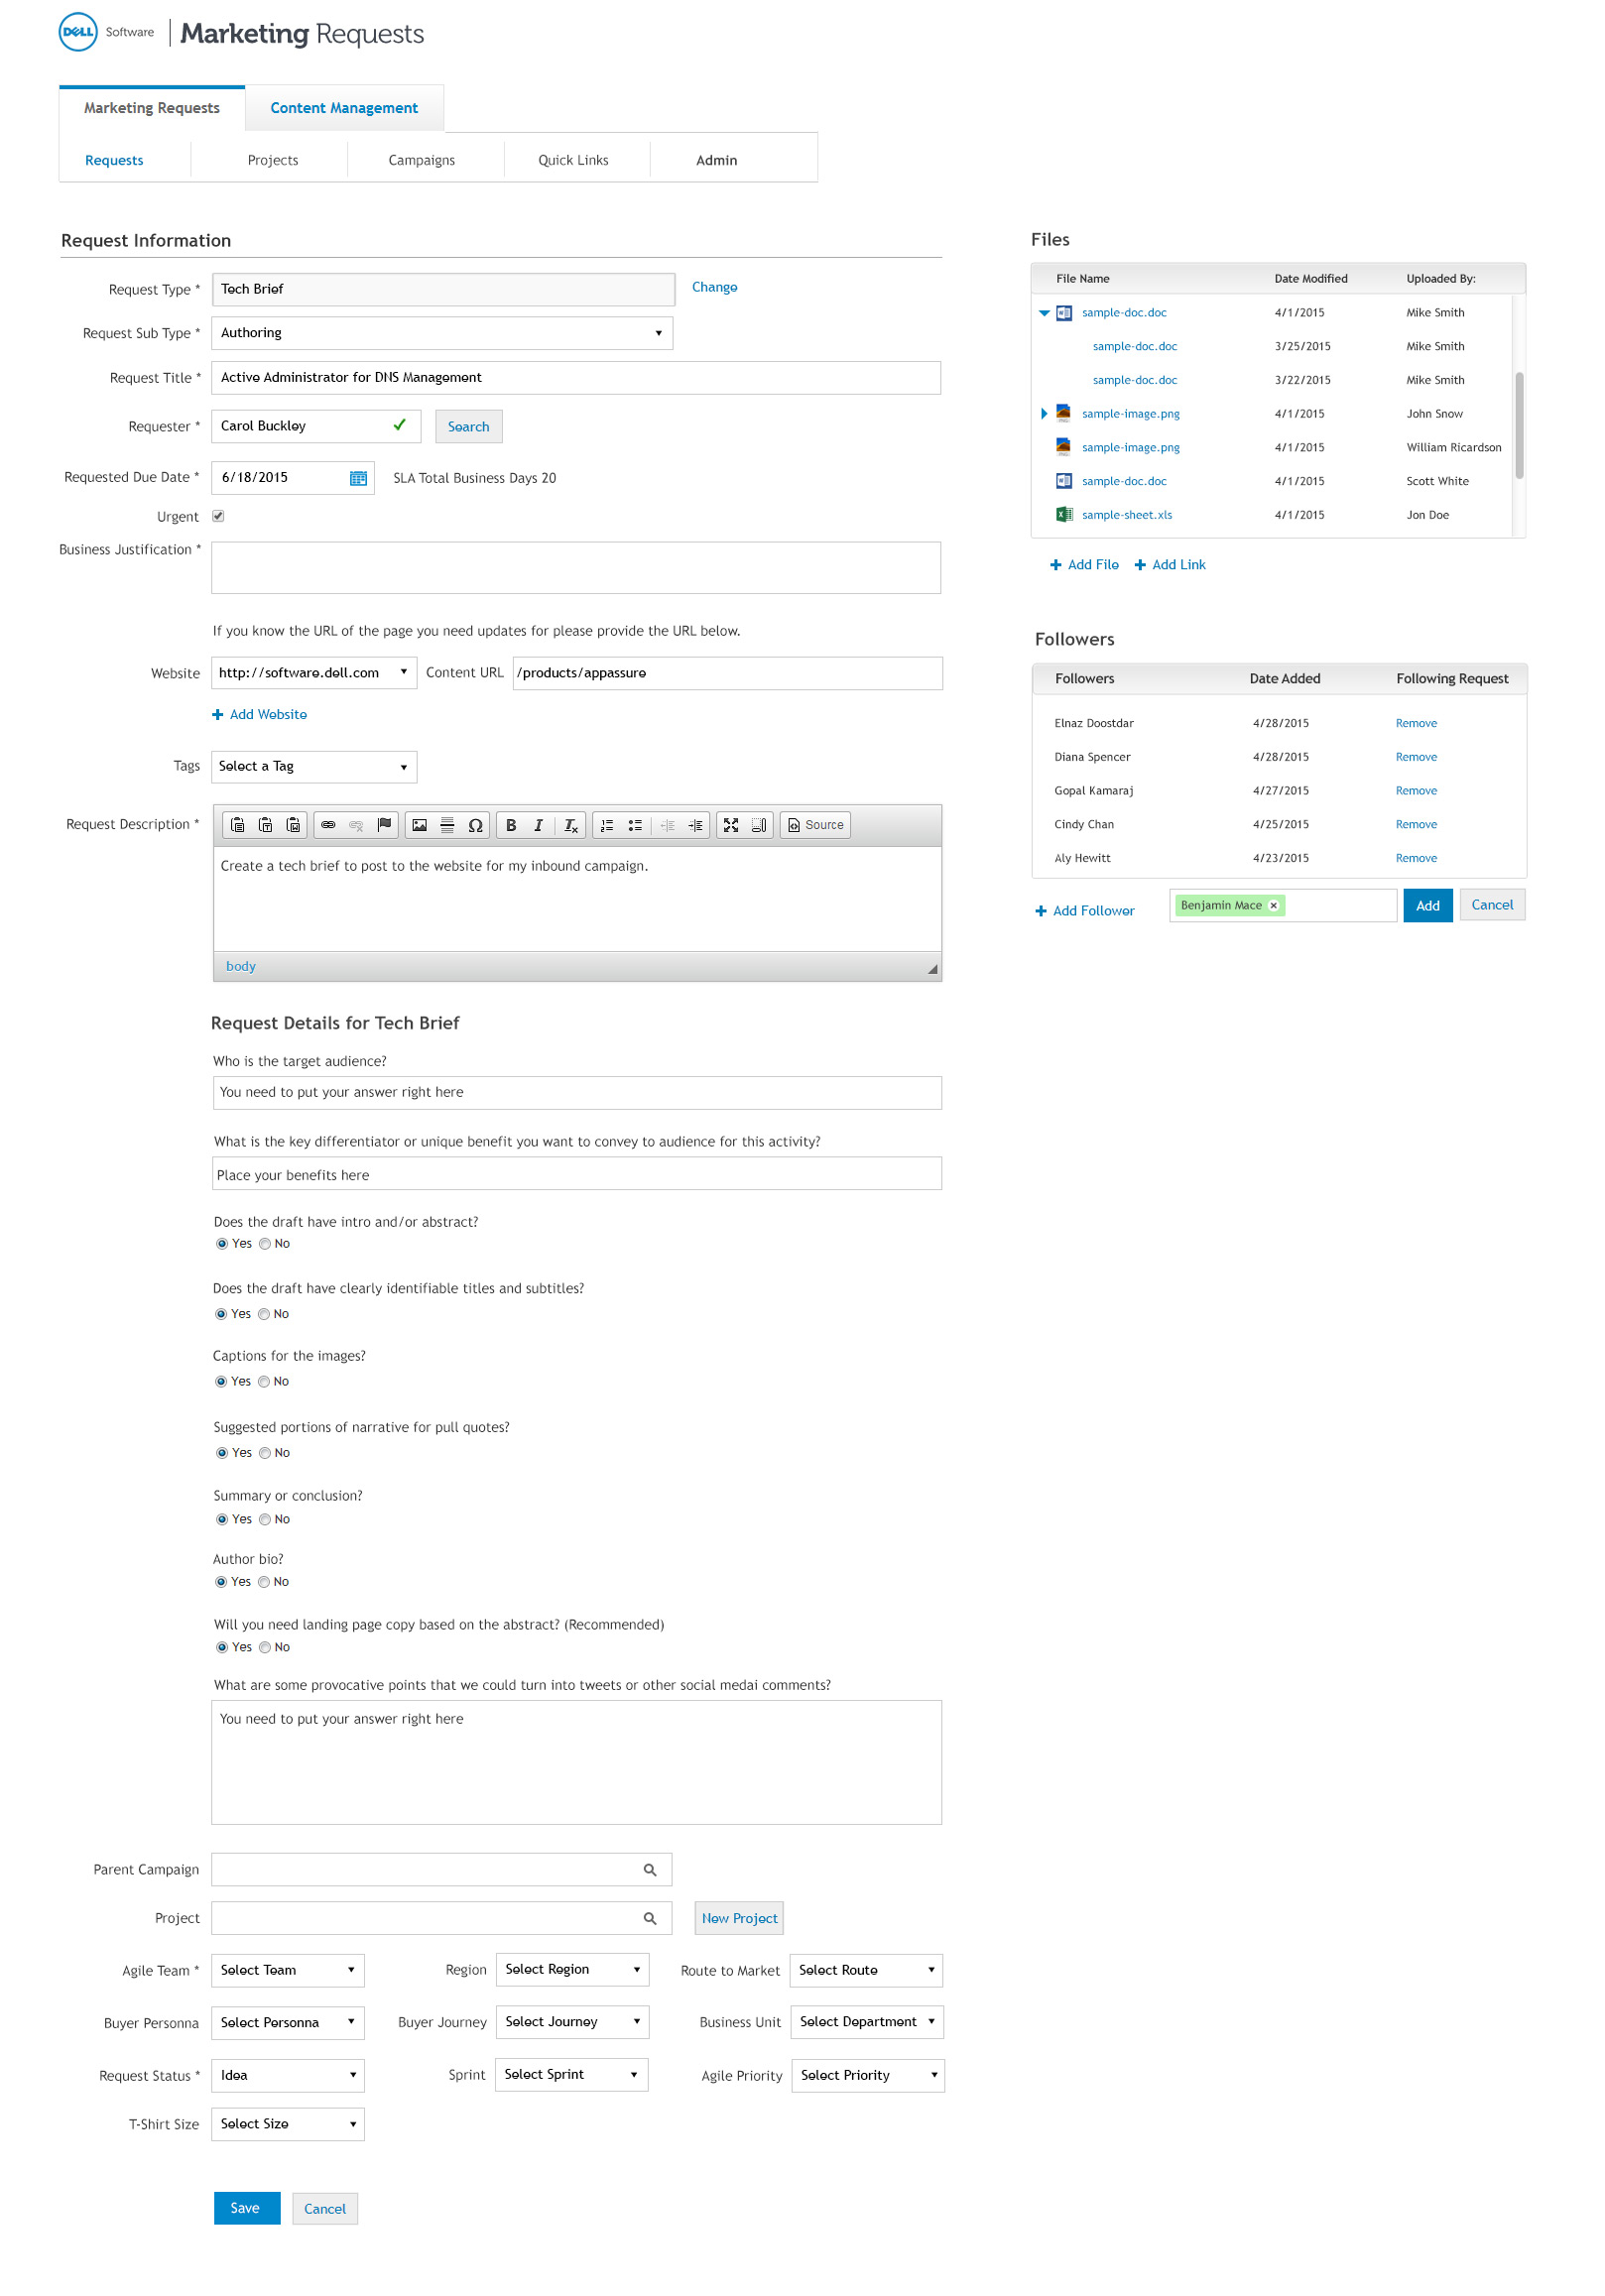 DELL Software | Marketing Requests
Marketing Requests Content Management
Requests Projects Campaigns Quick Links Admin
Request Information
Request Type * Tech Brief Change
Request Sub Type * Authoring
Request Title * Active Administrator for DNS Management
Requester * Carol Buckley Search
Requested Due Date * 6/18/2015 SLA Total Business Days 20
Urgent
Business Justification *
If you know the URL of the page you need updates for please provide the URL below.
Website http://software.dell.com Content URL /products/appassure
Add Website
Tags Select a Tag
Request Description *
Source
Create a tech brief to post to the website for my inbound campaign.
body
Request Details for Tech Brief
Who is the target audience?
You need to put your answer right here
What is the key differentiator or unique benefit you want to convey to audience for this activity?
Place your benefits here
Does the draft have intro and/or abstract?
Yes No
Does the draft have clearly identifiable titles and subtitles?
Yes No
Captions for the images?
Yes No
Suggested portions of narrative for pull quotes?
Yes No
Summary or conclusion?
Yes No
Author bio?
Yes No
Will you need landing page copy based on the abstract? (Recommended)
Yes No
What are some provocative points that we could turn into tweets or other social medai comments?
You need to put your answer right here
Parent Campaign
Project New Project
Agile Team * Select Team Region Select Region Route to Market Select Route
Buyer Personna Select Personna Buyer Journey Select Journey Business Unit Select Department
Request Status * Idea Sprint Select Sprint Agile Priority Select Priority
T-Shirt Size Select Size
Save Cancel
Files
File Name Date Modified Uploaded By:
sample-doc.doc 4/1/2015 Mike Smith
sample-doc.doc 3/25/2015 Mike Smith
sample-doc.doc 3/22/2015 Mike Smith
sample-image.png 4/1/2015 John Snow
sample-image.png 4/1/2015 William Ricardson
sample-doc.doc 4/1/2015 Scott White
sample-sheet.xls 4/1/2015 Jon Doe
Add File Add Link
Followers
Followers Date Added Following Request
Elnaz Doostdar 4/28/2015 Remove
Diana Spencer 4/28/2015 Remove
Gopal Kamaraj 4/27/2015 Remove
Cindy Chan 4/25/2015 Remove
Aly Hewitt 4/23/2015 Remove
Add Follower Benjamin Mace Add Cancel